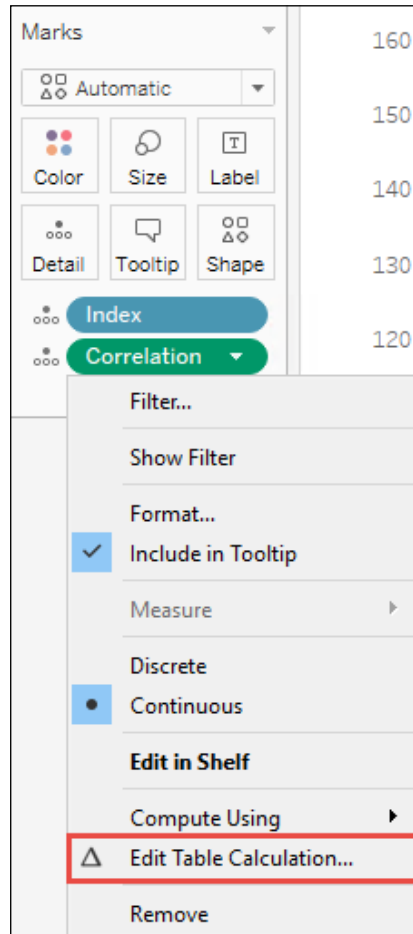 Marks
160
Automatic
150
Color Size Label
140
Detail Tooltip Shape
130
Index
120
Correlation
Filter...
Show Filter
Format...
Include in Tooltip
Measure
Discrete
Continuous
Edit in Shelf
Compute Using
Edit Table Calculation...
Remove